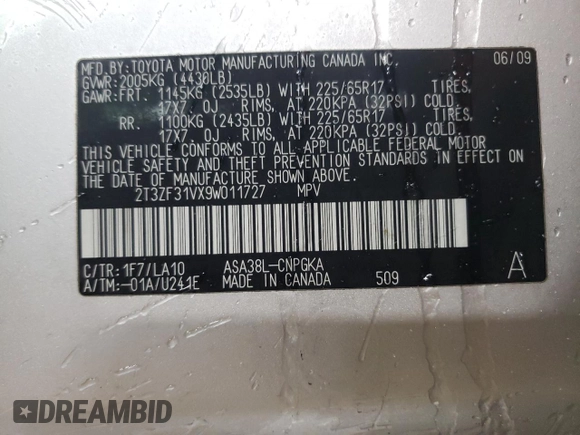 MFD.BY:TOYOTA MOTOR MANUFACTURING CANADA INC. 06/09
GVWR:2005KG (4430LB)
GAWR:FRT. 1145KG (2535LB) WITH 225/65R17 TIRES,
17X7.0J RIMS, AT 220KPA (32PSI) COLD.
RR. 1100KG (2435LB) WITH 225/65R17 TIRES,
17X7.0J RIMS, AT 220KPA (32PSI) COLD.
THIS VEHICLE CONFORMS TO ALL APPLICABLE FEDERAL MOTOR
VEHICLE SAFETY AND THEFT PREVENTION STANDARDS IN EFFECT ON
THE DATE OF MANUFACTURE SHOWN ABOVE.
2T3ZF31VX9W011727 MPV
C/TR:1F7/LA10 ASA38L-CNPGKA
A/TM:-01A/U241E MADE IN CANADA 509 A
DREAMBID